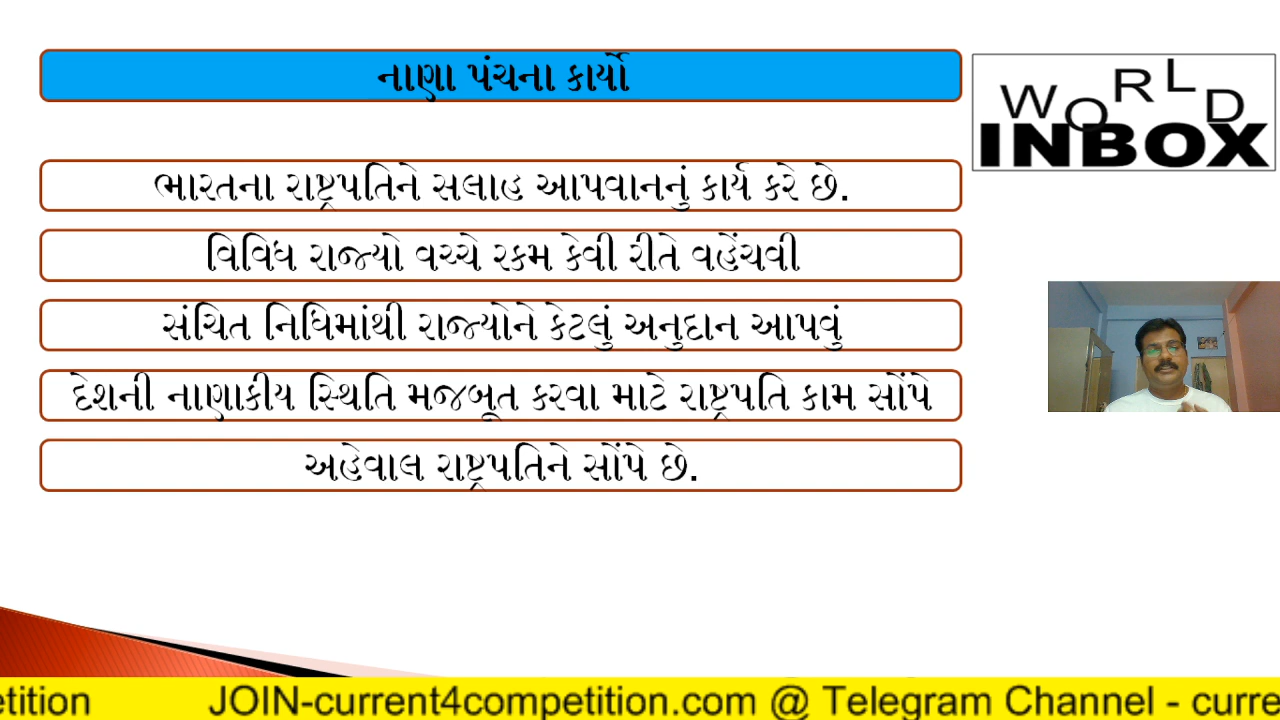 નાણા પંચના કાર્યો
WORLD
INBOX
ભારતના રાષ્ટ્રપતિને સલાહ આપવાનનું કાર્ય કરે છે.
વિવિધ રાજ્યો વચ્ચે રકમ કેવી રીતે વહેંચવી
સંચિત નિધિમાંથી રાજ્યોને કેટલું અનુદાન આપવું
દેશની નાણાકીય સ્થિતિ મજબૂત કરવા માટે રાષ્ટ્રપતિ કામ સોંપે
અહેવાલ રાષ્ટ્રપતિને સોંપે છે.
etition JOIN-current4competition.com @ Telegram Channel - curre